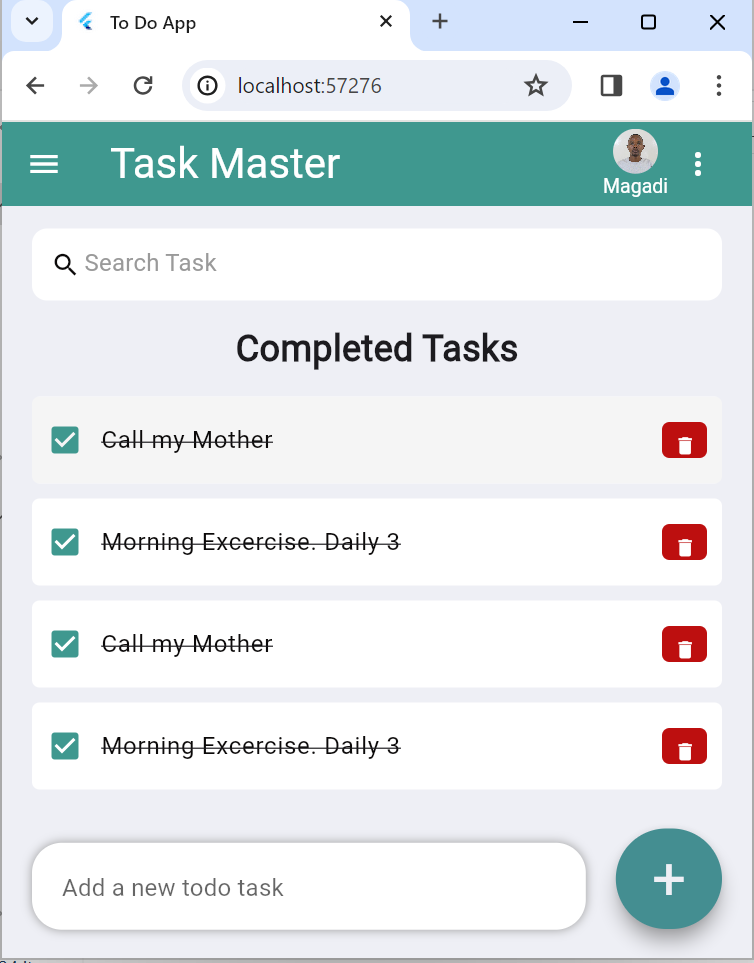 To Do App
localhost:57276
Task Master
Magadi
Search Task
Completed Tasks
Call my Mother
Morning Excercise. Daily 3
Call my Mother
Morning Excercise. Daily 3
Add a new todo task